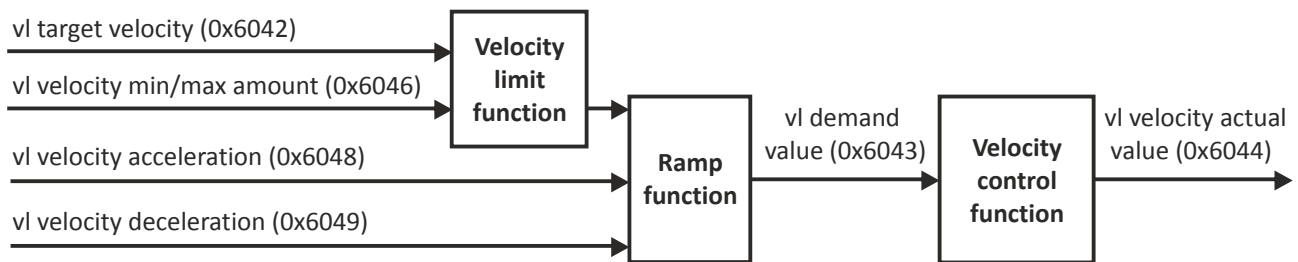 vl target velocity (0x6042)
vl velocity min/max amount (0x6046)
Velocity
limit
function
vl velocity acceleration (0x6048)
vl velocity deceleration (0x6049)
Ramp
function
vl demand
value (0x6043)
Velocity
control
function
vl velocity actual
value (0x6044)